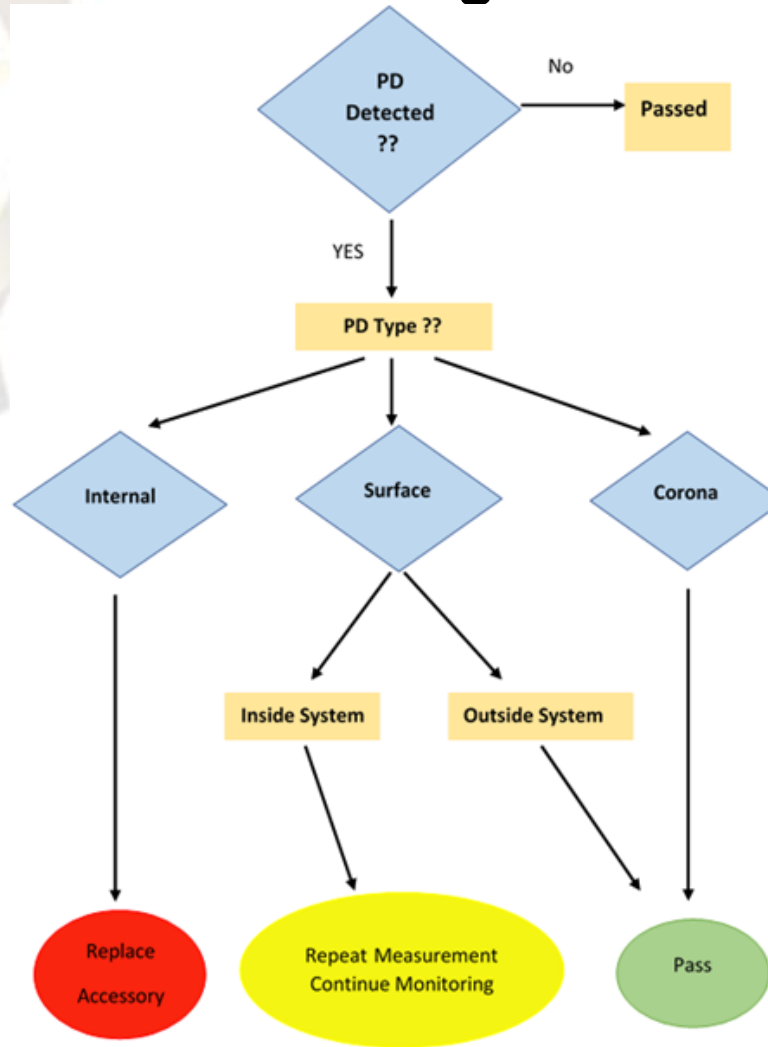 No
PD
Detected
??
Passed
YES
PD Type ??
Internal
Surface
Corona
Inside System
Outside System
Replace
Accessory
Repeat Measurement
Continue Monitoring
Pass